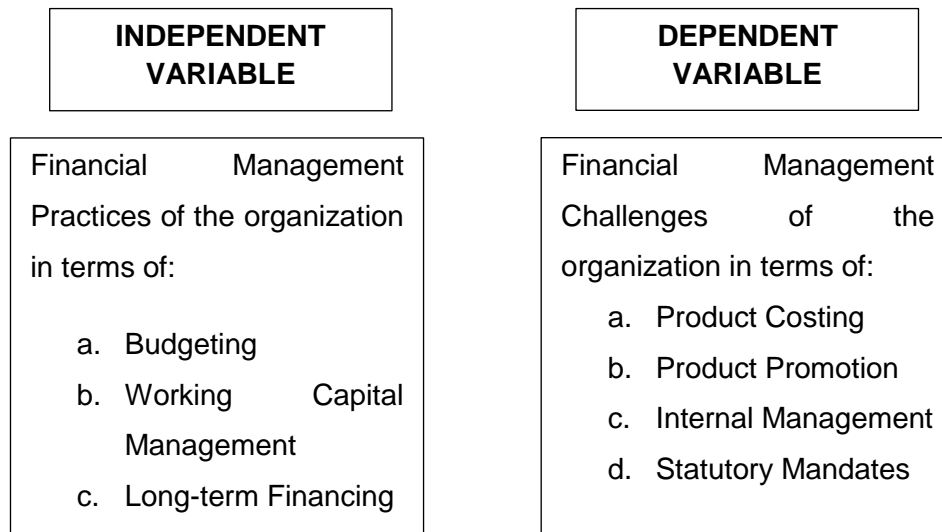 INDEPENDENT
VARIABLE
Financial Management
Practices of the organization
in terms of:
a. Budgeting
b. Working Capital
Management
c. Long-term Financing
DEPENDENT
VARIABLE
Financial Management
Challenges of the
organization in terms of:
a. Product Costing
b. Product Promotion
c. Internal Management
d. Statutory Mandates